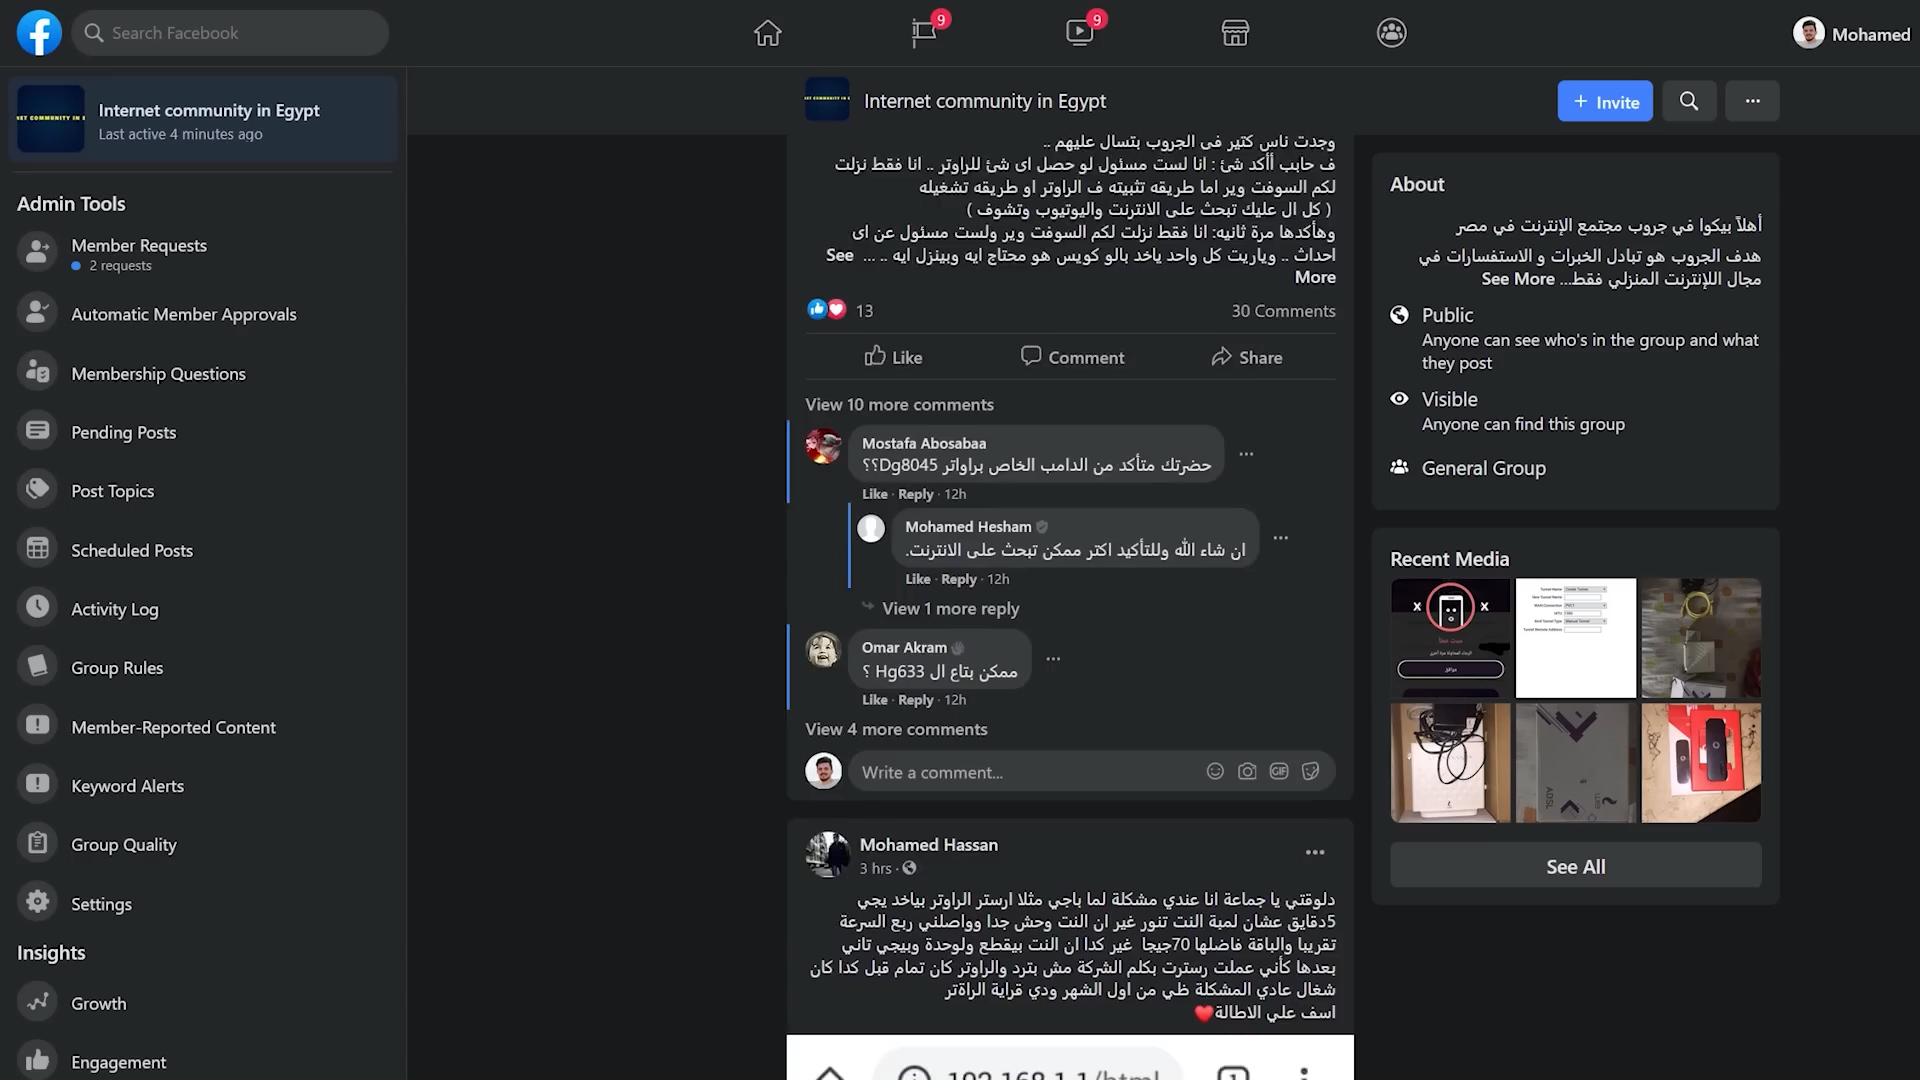 Search Facebook
9
9
Mohamed
Internet community in Egypt
Last active 4 minutes ago
Admin Tools
Member Requests
2 requests
Automatic Member Approvals
Membership Questions
Pending Posts
Post Topics
Scheduled Posts
Activity Log
Group Rules
Member-Reported Content
Keyword Alerts
Group Quality
Settings
Insights
Growth
Engagement
Internet community in Egypt
+ Invite
وجدت ناس كتير فى الجروب بتسال عليهم ..
ف حابب أأكد شئ : انا لست مسئول لو حصل اى شئ للراوتر .. انا فقط نزلت
لكم السوفت وير اما طريقه تثبيته ف الراوتر او طريقه تشغيله
( كل ال عليك تبحث على الانترنت واليوتيوب وتشوف )
وهأكدها مرة ثانيه: انا فقط نزلت لكم السوفت وير ولست مسئول عن اى
احداث .. وياريت كل واحد ياخد بالو كويس هو محتاج ايه وبينزل ايه .. ... See
More
13
30 Comments
Like
Comment
Share
View 10 more comments
Mostafa Abosabaa
حضرتك متأكد من الدامب الخاص براواتر Dg8045؟؟
Like · Reply · 12h
Mohamed Hesham
ان شاء الله وللتأكيد اكتر ممكن تبحث على الانترنت.
Like · Reply · 12h
View 1 more reply
Omar Akram
ممكن بتاع ال Hg633 ؟
Like · Reply · 12h
View 4 more comments
Write a comment...
GIF
Mohamed Hassan
3 hrs ·
دلوقتي يا جماعة انا عندي مشكلة لما باجي مثلا ارستر الراوتر بياخد يجي
5دقايق عشان لمبة النت تنور غير ان النت وحش جدا وواصلني ربع السرعة
تقريبا والباقة فاضلها 70جيجا غير كدا ان النت بيقطع ولوحدة وبيجي تاني
بعدها كأني عملت رسترت بكلم الشركة مش بترد والراوتر كان تمام قبل كدا كان
شغال عادي المشكلة ظي من اول الشهر ودي قراية الراةتر
اسف علي الاطالة❤️
192.168.1.1/html
About
أهلاً بيكوا في جروب مجتمع الإنترنت في مصر
هدف الجروب هو تبادل الخبرات و الاستفسارات في
مجال اللإنترنت المنزلي فقط... See More
Public
Anyone can see who's in the group and what
they post
Visible
Anyone can find this group
General Group
Recent Media
X X
موافق
ADSL
See All